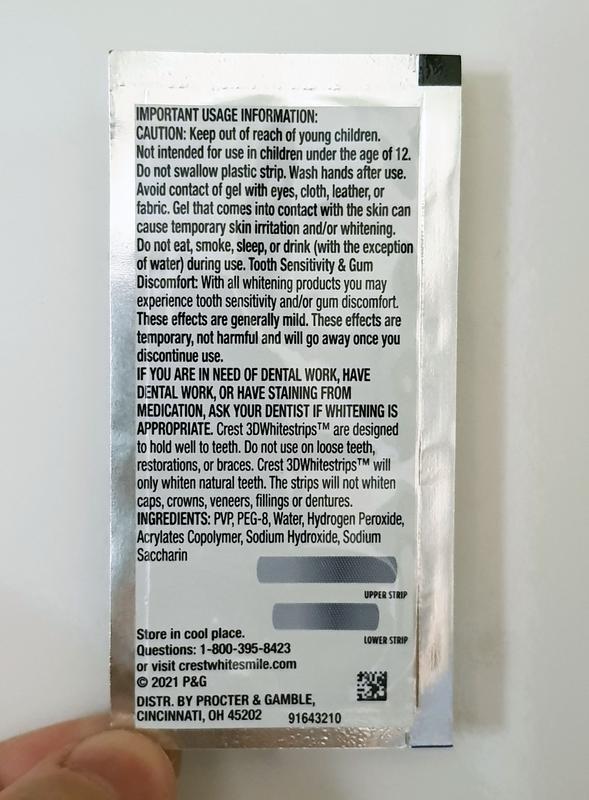 IMPORTANT USAGE INFORMATION:
CAUTION: Keep out of reach of young children.
Not intended for use in children under the age of 12.
Do not swallow plastic strip. Wash hands after use.
Avoid contact of gel with eyes, cloth, leather, or
fabric. Gel that comes into contact with the skin can
cause temporary skin irritation and/or whitening.
Do not eat, smoke, sleep, or drink (with the exception
of water) during use. Tooth Sensitivity & Gum
Discomfort: With all whitening products you may
experience tooth sensitivity and/or gum discomfort.
These effects are generally mild. These effects are
temporary, not harmful and will go away once you
discontinue use.
IF YOU ARE IN NEED OF DENTAL WORK, HAVE
DENTAL WORK, OR HAVE STAINING FROM
MEDICATION, ASK YOUR DENTIST IF WHITENING IS
APPROPRIATE. Crest 3DWhitestrips™ are designed
to hold well to teeth. Do not use on loose teeth,
restorations, or braces. Crest 3DWhitestrips™ will
only whiten natural teeth. The strips will not whiten
caps, crowns, veneers, fillings or dentures.
INGREDIENTS: PVP, PEG-8, Water, Hydrogen Peroxide,
Acrylates Copolymer, Sodium Hydroxide, Sodium
Saccharin
UPPER STRIP
LOWER STRIP
Store in cool place.
Questions: 1-800-395-8423
or visit crestwhitesmile.com
© 2021 P&G
DISTR. BY PROCTER & GAMBLE,
CINCINNATI, OH 45202 91643210